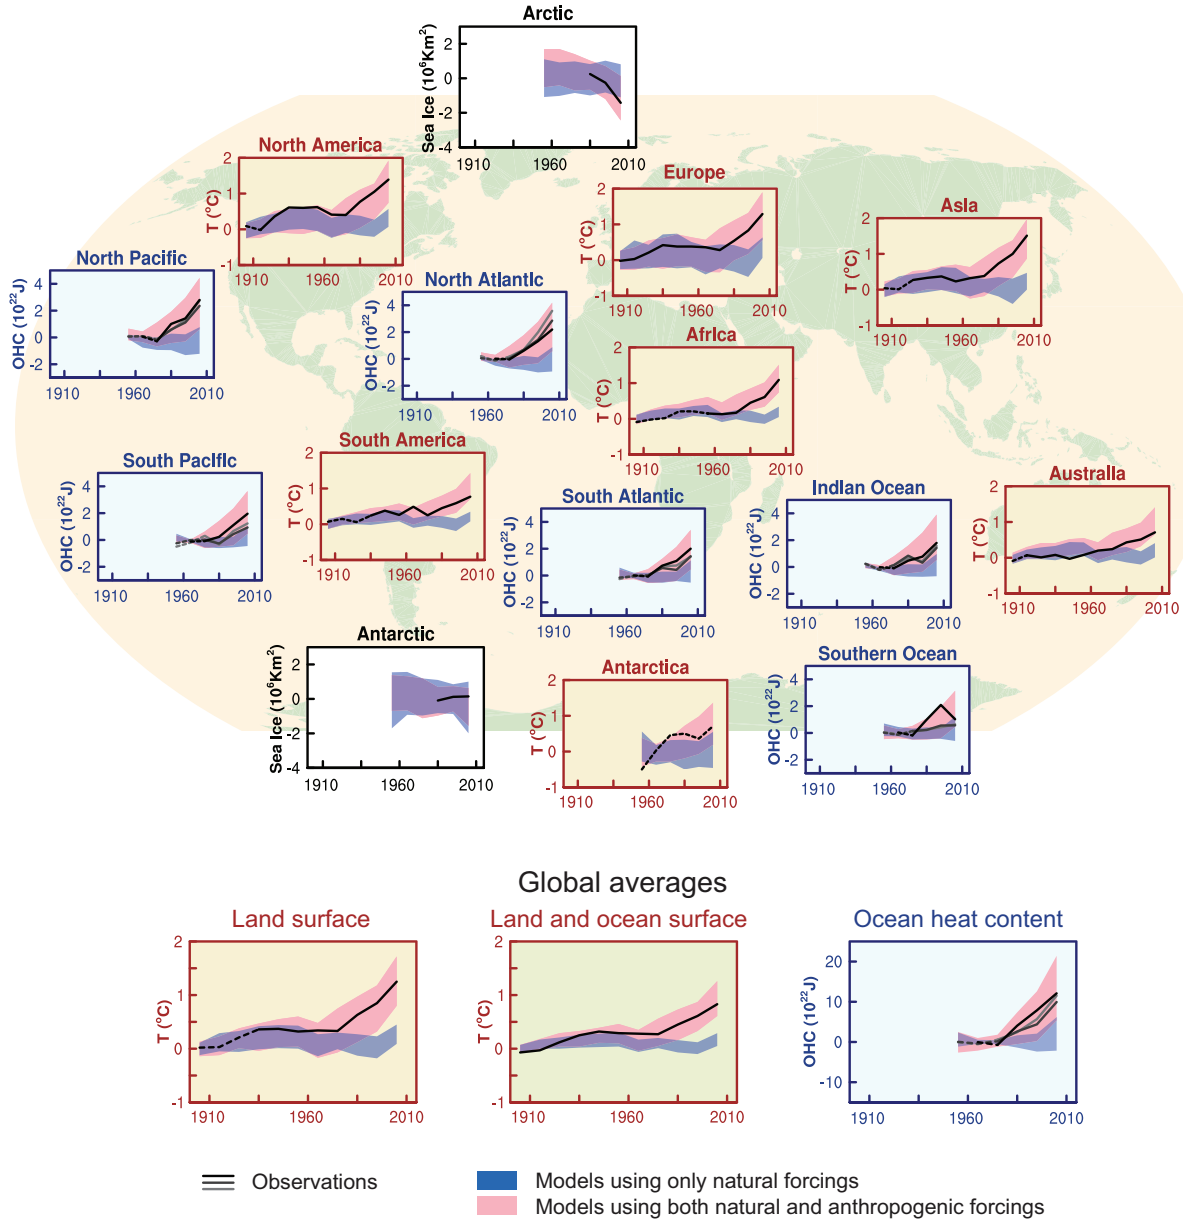 Arctic
Sea Ice (10⁶Km²)
2
0
-2
-4
1910 1960 2010
North America
T (°C)
2
1
0
-1
1910 1960 2010
Europe
T (°C)
2
1
0
-1
1910 1960 2010
Asia
T (°C)
2
1
0
-1
1910 1960 2010
North Pacific
OHC (10²²J)
4
2
0
-2
1910 1960 2010
North Atlantic
OHC (10²²J)
4
2
0
-2
1910 1960 2010
Africa
T (°C)
2
1
0
-1
1910 1960 2010
South Pacific
OHC (10²²J)
4
2
0
-2
1910 1960 2010
South America
T (°C)
2
1
0
-1
1910 1960 2010
South Atlantic
OHC (10²²J)
4
2
0
-2
1910 1960 2010
Indian Ocean
OHC (10²²J)
4
2
0
-2
1910 1960 2010
Australia
T (°C)
2
1
0
-1
1910 1960 2010
Antarctic
Sea Ice (10⁶Km²)
2
0
-2
-4
1910 1960 2010
Antarctica
T (°C)
2
1
0
-1
1910 1960 2010
Southern Ocean
OHC (10²²J)
4
2
0
-2
1910 1960 2010
Global averages
Land surface
T (°C)
2
1
0
-1
1910 1960 2010
Land and ocean surface
T (°C)
2
1
0
-1
1910 1960 2010
Ocean heat content
OHC (10²²J)
20
10
0
-10
1910 1960 2010
Observations
Models using only natural forcings
Models using both natural and anthropogenic forcings